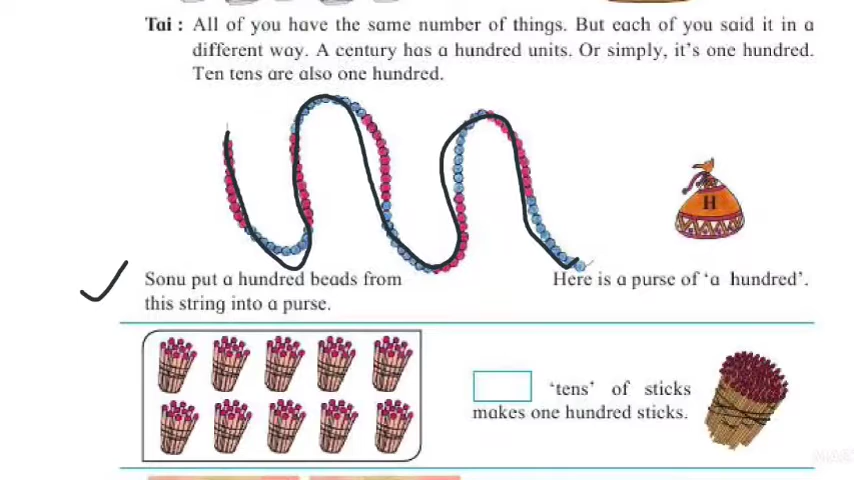 Tai : All of you have the same number of things. But each of you said it in a
different way. A century has a hundred units. Or simply, it's one hundred.
Ten tens are also one hundred.
H
Sonu put a hundred beads from
this string into a purse.
Here is a purse of ‘a hundred’.
‘tens’ of sticks
makes one hundred sticks.